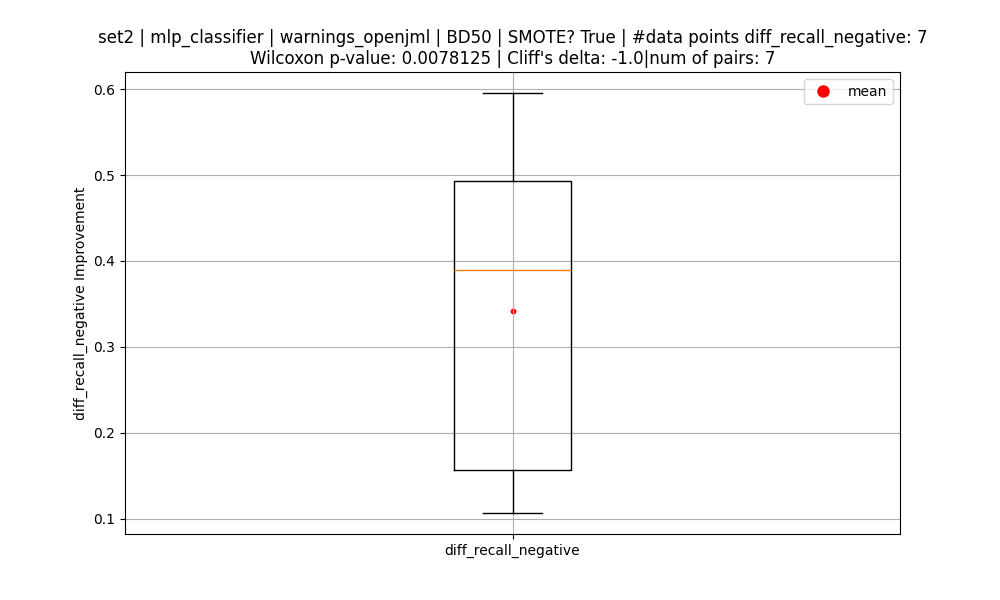 set2 | mlp_classifier | warnings_openjml | BD50 | SMOTE? True | #data points diff_recall_negative: 7
Wilcoxon p-value: 0.0078125 | Cliff's delta: -1.0|num of pairs: 7
mean
0.6
0.5
0.4
0.3
0.2
0.1
diff_recall_negative Improvement
diff_recall_negative